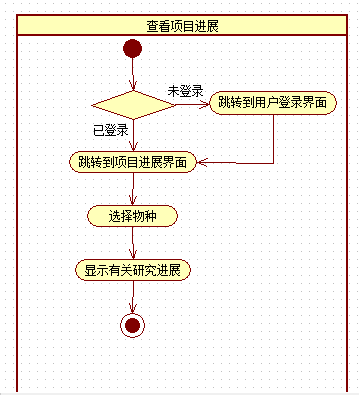 查看项目进展
未登录
跳转到用户登录界面
已登录
跳转到项目进展界面
选择物种
显示有关研究进展